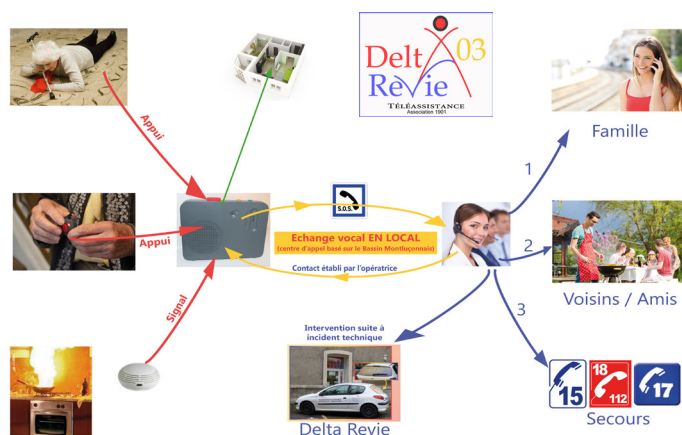 Delta 03
ReVie
TÉLÉASSISTANCE
Association 1901
Appui
Famille
1
S.O.S.
Echange vocal EN LOCAL
(centre d'appel basé sur le Bassin Montluçonnais)
Contact établi par l'opératrice
Appui
2
Voisins / Amis
Signal
3
Intervention suite à
incident technique
Delta Revie
15
18
112
17
Secours